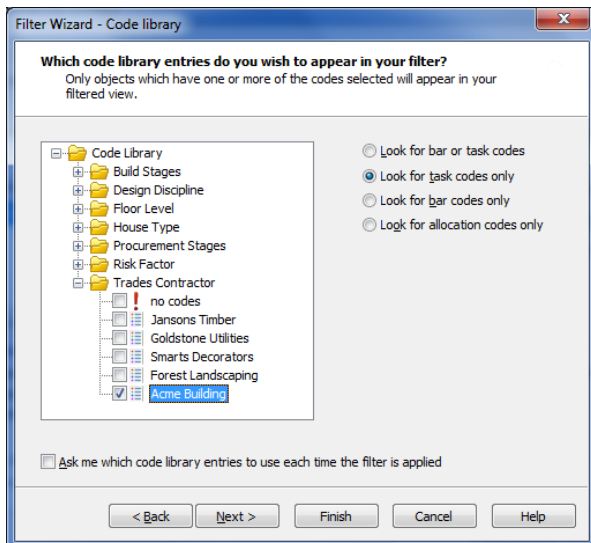 Filter Wizard - Code library
Which code library entries do you wish to appear in your filter?
Only objects which have one or more of the codes selected will appear in your
filtered view.
Code Library
Build Stages
Design Discipline
Floor Level
House Type
Procurement Stages
Risk Factor
Trades Contractor
no codes
Jansons Timber
Goldstone Utilities
Smarts Decorators
Forest Landscaping
Acme Building
Look for bar or task codes
Look for task codes only
Look for bar codes only
Look for allocation codes only
Ask me which code library entries to use each time the filter is applied
< Back
Next >
Finish
Cancel
Help